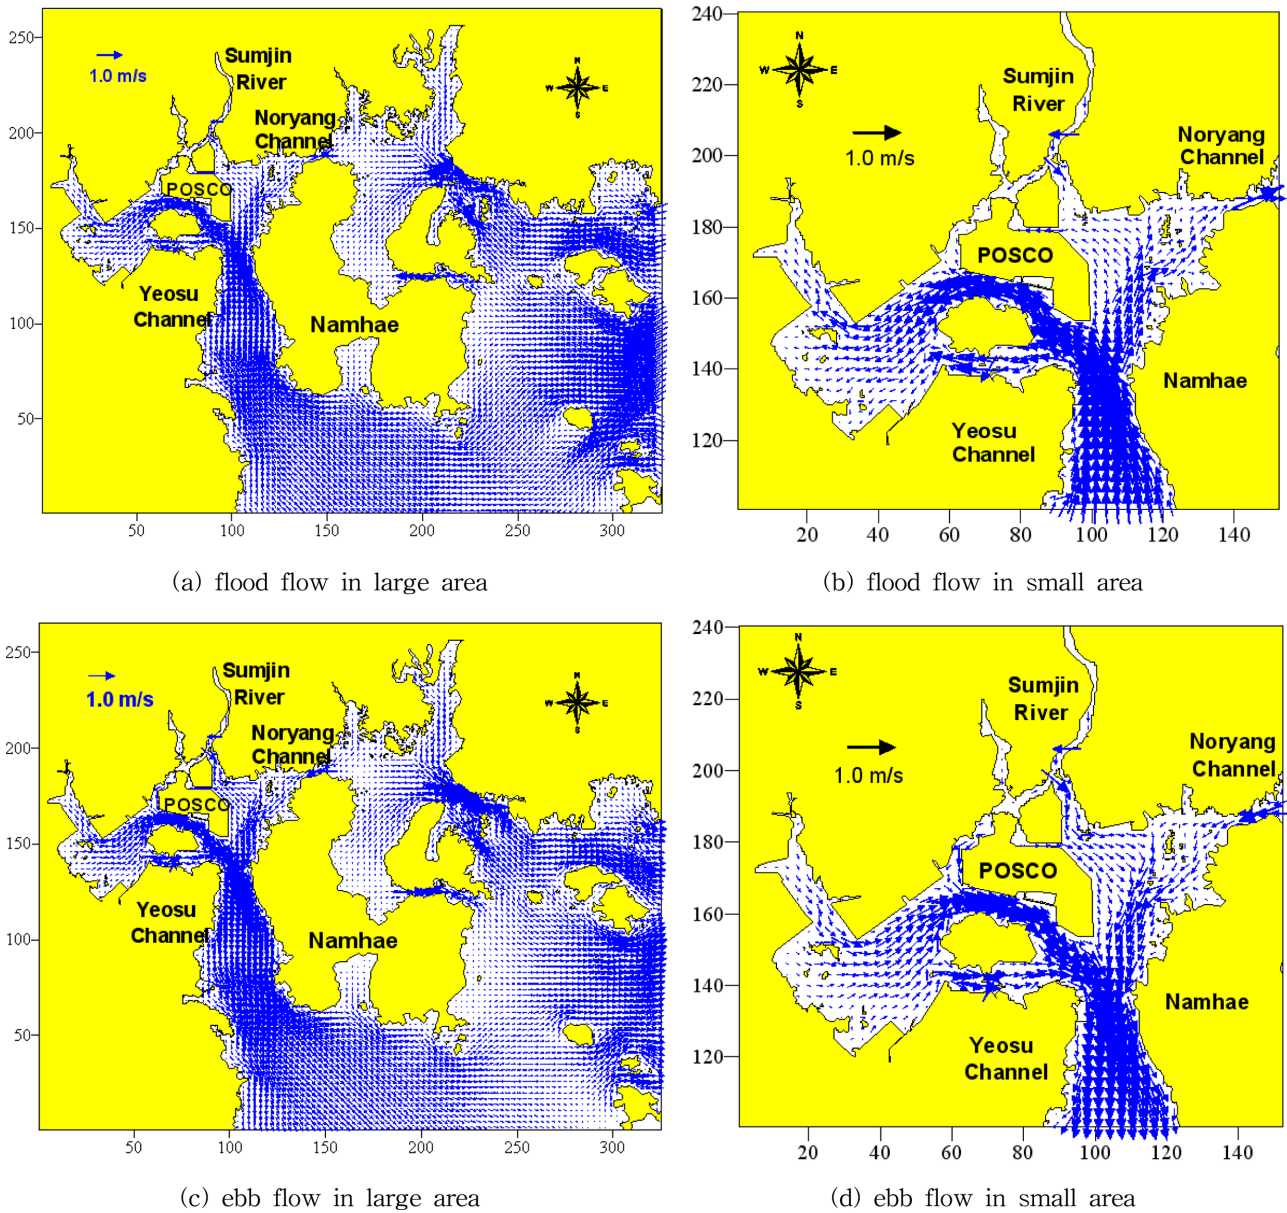 250
200
150
100
50
1.0 m/s
Sumjin
River
Noryang
Channel
POSCO
Yeosu
Channel
Namhae
N
W E
S
50 100 150 200 250 300
(a) flood flow in large area
240
220
200
180
160
140
120
N
W E
S
1.0 m/s
Sumjin
River
Noryang
Channel
POSCO
Namhae
Yeosu
Channel
20 40 60 80 100 120 140
(b) flood flow in small area
250
200
150
100
50
1.0 m/s
Sumjin
River
Noryang
Channel
POSCO
Yeosu
Channel
Namhae
N
W E
S
50 100 150 200 250 300
(c) ebb flow in large area
240
220
200
180
160
140
120
N
W E
S
1.0 m/s
Sumjin
River
Noryang
Channel
POSCO
Namhae
Yeosu
Channel
20 40 60 80 100 120 140
(d) ebb flow in small area